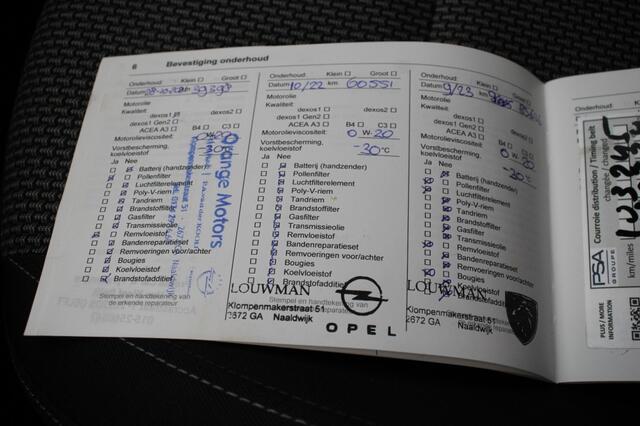 6 Bevestiging onderhoud
Onderhoud: Klein Groot
Datum km
Motorolie
Kwaliteit
dexos1 dexos2
dexos1 Gen2
ACEA A3 B4 C3
Motorolieviscositeit:
Vorstbescherming,
koelvloeistof
Ja Nee
Batterij (handzender)
Pollenfilter
Luchtfilterelement
Poly-V-riem
Tandriem
Brandstoffilter
Gasfilter
Transmissieolie
Remvloeistof
Bandenreparatieset
Remvoeringen voor/achter
Bougies
Koelvloeistof
Brandstofadditief
Stempel en handtekening van
de erkende reparateur
Orange Motors
Onderhoud: Klein Groot
Datum 10/22 km 60551
Motorolie
Kwaliteit
dexos1 dexos2
dexos1 Gen2
ACEA A3 B4 C3
Motorolieviscositeit:
0 W-20
Vorstbescherming,
koelvloeistof
-30 °C
Ja Nee
Batterij (handzender)
Pollenfilter
Luchtfilterelement
Poly-V-riem
Tandriem
Brandstoffilter
Gasfilter
Transmissieolie
Remvloeistof
Bandenreparatieset
Remvoeringen voor/achter
Bougies
Koelvloeistof
Brandstofadditief
LOUWMAN
Stempel en handtekening van
Klompenmakerstraat 51
2672 GA Naaldwijk
OPEL
Onderhoud: Klein Groot
Datum 9/23 km
Motorolie
Kwaliteit
dexos1 dexos2
dexos1 Gen2
ACEA A3 B4 C3
Motorolieviscositeit:
0 W-20
Vorstbescherming,
koelvloeistof
-30 °C
Ja Nee
Batterij (handzender)
Pollenfilter
Luchtfilterelement
Poly-V-riem
Tandriem
Brandstoffilter
Gasfilter
Transmissieolie
Remvloeistof
Bandenreparatieset
Remvoeringen voor/achter
Bougies
Koelvloeistof
Brandstofadditief
LOUWMAN
Stempel en handtekening van
Klompenmakerstraat 51
2672 GA Naaldwijk
PSA
GROUPE
Courroie distribution / Timing belt
changée / changed
km/miles
PLUS / MORE
INFORMATION